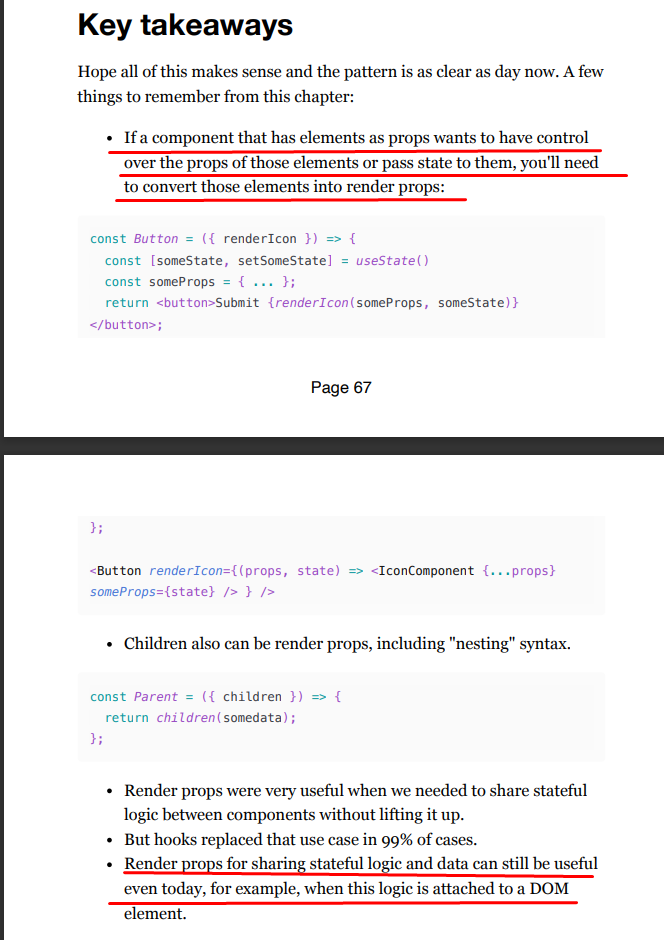 Key takeaways
Hope all of this makes sense and the pattern is as clear as day now. A few
things to remember from this chapter:
• If a component that has elements as props wants to have control
over the props of those elements or pass state to them, you'll need
to convert those elements into render props:
const Button = ({ renderIcon }) => {
  const [someState, setSomeState] = useState()
  const someProps = { ... };
  return <button>Submit {renderIcon(someProps, someState)}
</button>;
Page 67
};
<Button renderIcon={(props, state) => <IconComponent {...props}
someProps={state} /> } />
• Children also can be render props, including "nesting" syntax.
const Parent = ({ children }) => {
  return children(somedata);
};
• Render props were very useful when we needed to share stateful
logic between components without lifting it up.
• But hooks replaced that use case in 99% of cases.
• Render props for sharing stateful logic and data can still be useful
even today, for example, when this logic is attached to a DOM
element.